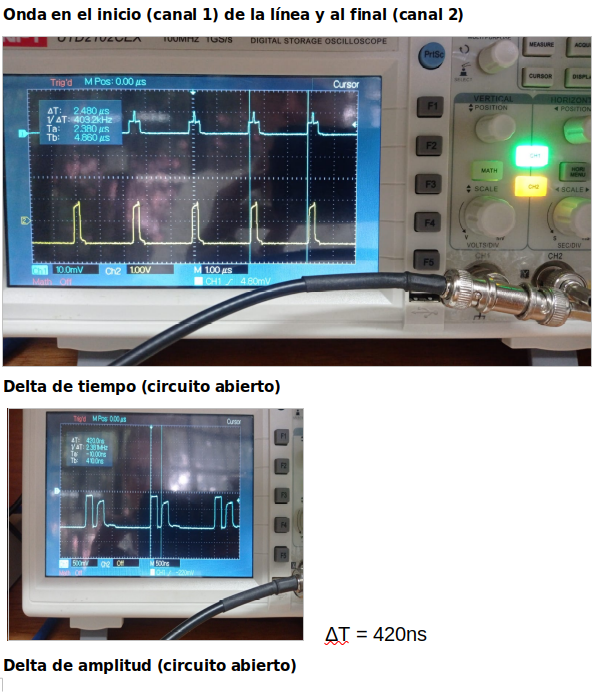 Onda en el inicio (canal 1) de la línea y al final (canal 2)
UTD2102CEX 100MHz 1GS/s DIGITAL STORAGE OSCILLOSCOPE
PrtSc
MEASURE
CURSOR
SELECT
Trig'd M Pos: 0.00 µs Cursor
ΔT: 2.480 µs
1/ΔT: 403.2kHz
Ta: 2.380 µs
Tb: 4.860 µs
F1
F2
F3
F4
F5
VERTICAL
POSITION
HORIZONT
POSITION
CH1
MATH
HORI MENU
CH2
SCALE
SCALE
VOLTS/DIV
SEC/DIV
CH1
CH2
10.0mV Ch2 1.00V M 1.00 µs
Math Off CH1 / 4.60mV
Delta de tiempo (circuito abierto)
Trig'd M Pos: 0.00 µs Cursor
ΔT: 420.0ns
1/ΔT: 2.381MHz
Ta: -10.00ns
Tb: 410.0ns
F1
F2
F3
F4
F5
500mV Ch2 Off M 500ns
Math Off
ΔT = 420ns
Delta de amplitud (circuito abierto)